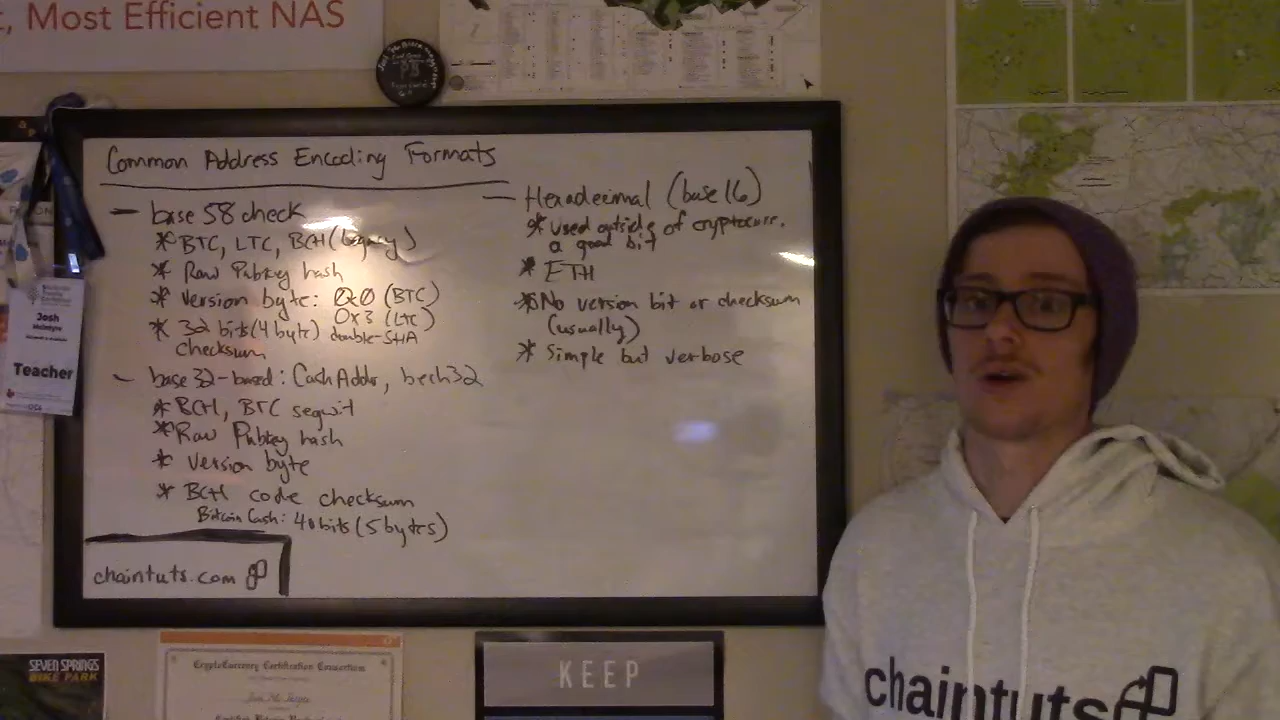 , Most Efficient NAS
Common Address Encoding Formats
— base 58 check
* BTC, LTC, BCH (Legacy)
* Raw Pubkey hash
* Version byte: 0x0 (BTC)
0x3 (LTC)
* 32 bits (4 byte) double-SHA
checksum
— base 32-based: CashAddr, bech32
* BCH, BTC segwit
* Raw Pubkey hash
* Version byte
* BCH code checksum
Bitcoin Cash: 40 bits (5 bytes)
chaintuts.com
— Hexadecimal (base 16)
* used outside of cryptocurr.
a good bit
* ETH
* No version bit or checksum
(usually)
* Simple but verbose
Josh
McIntyre
Teacher
SEVEN SPRINGS
BIKE PARK
CryptoCurrency Certification Consortium
KEEP
chaintuts